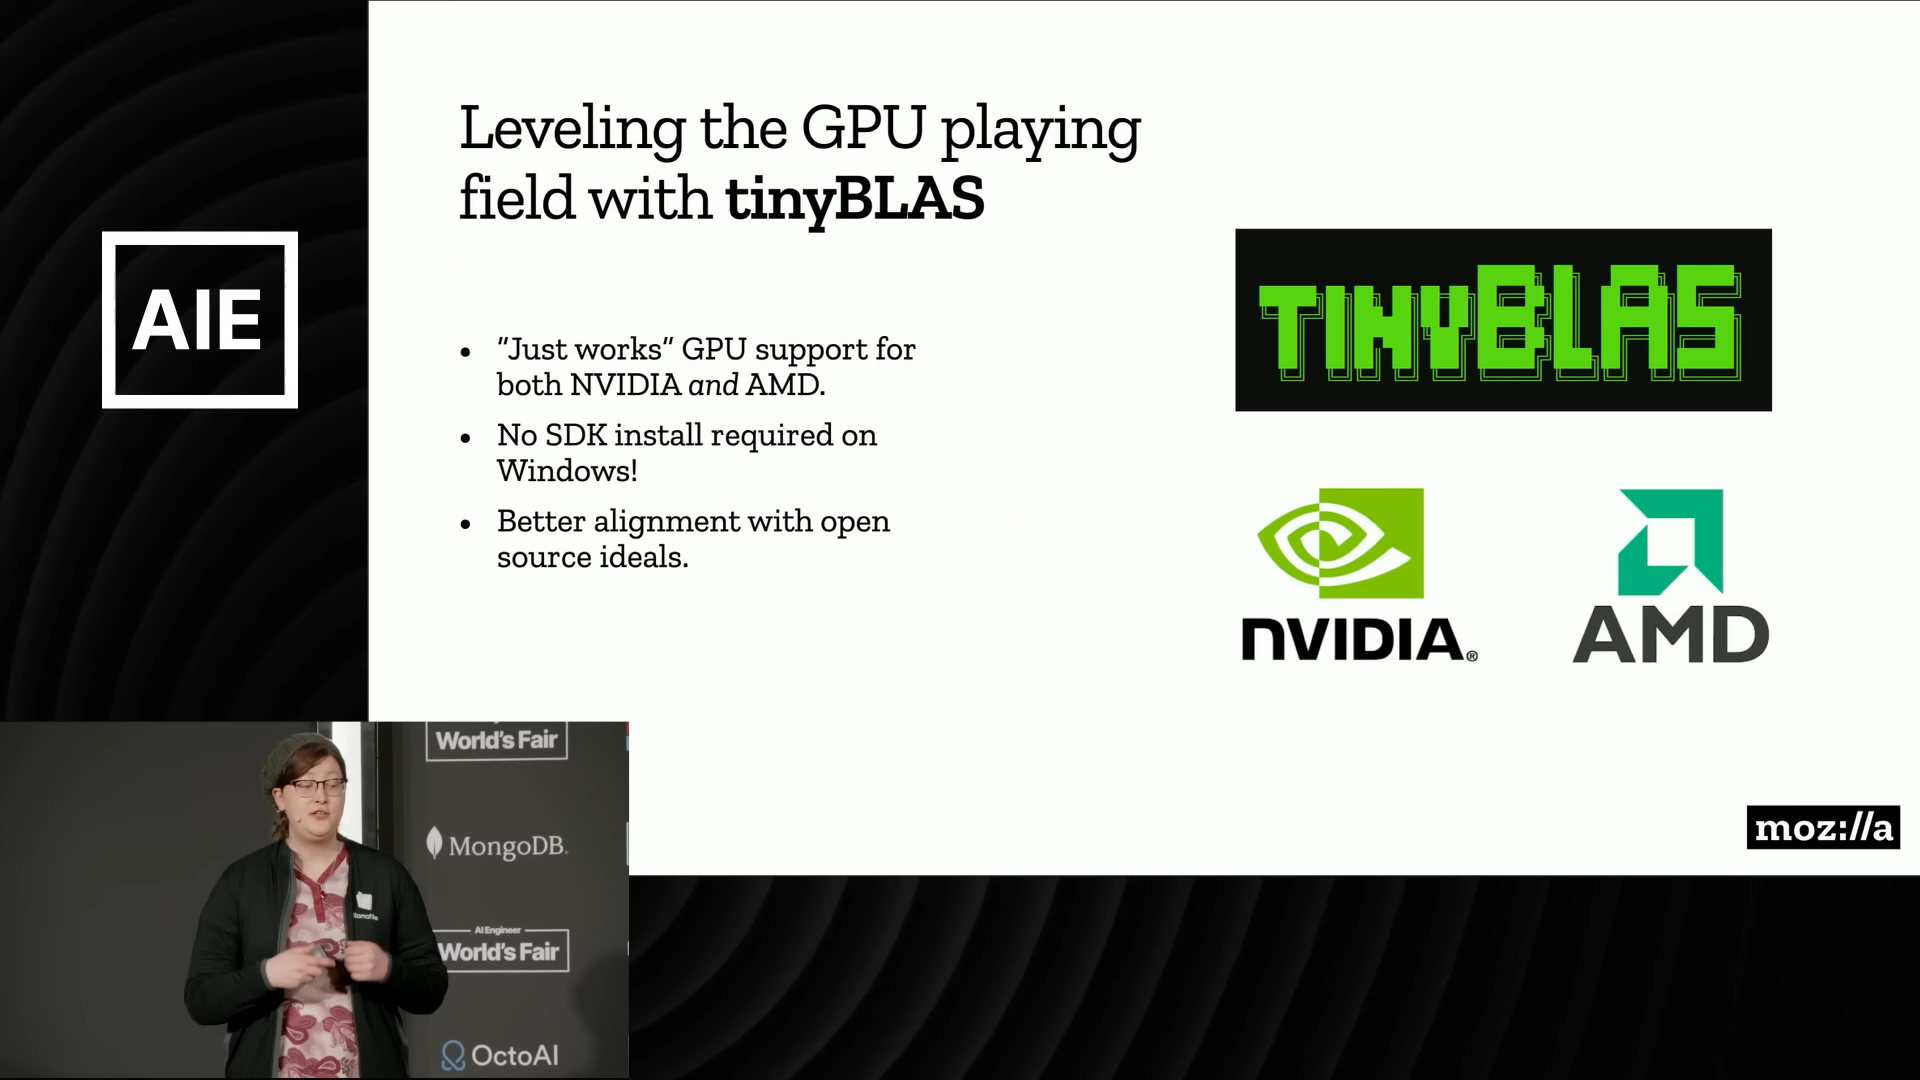 Leveling the GPU playing
field with tinyBLAS
AIE
TINYBLAS
• “Just works” GPU support for
both NVIDIA and AMD.
• No SDK install required on
Windows!
• Better alignment with open
source ideals.
NVIDIA®
AMD
moz://a
World's Fair
MongoDB.
llamafile
AI Engineer
World's Fair
OctoAI